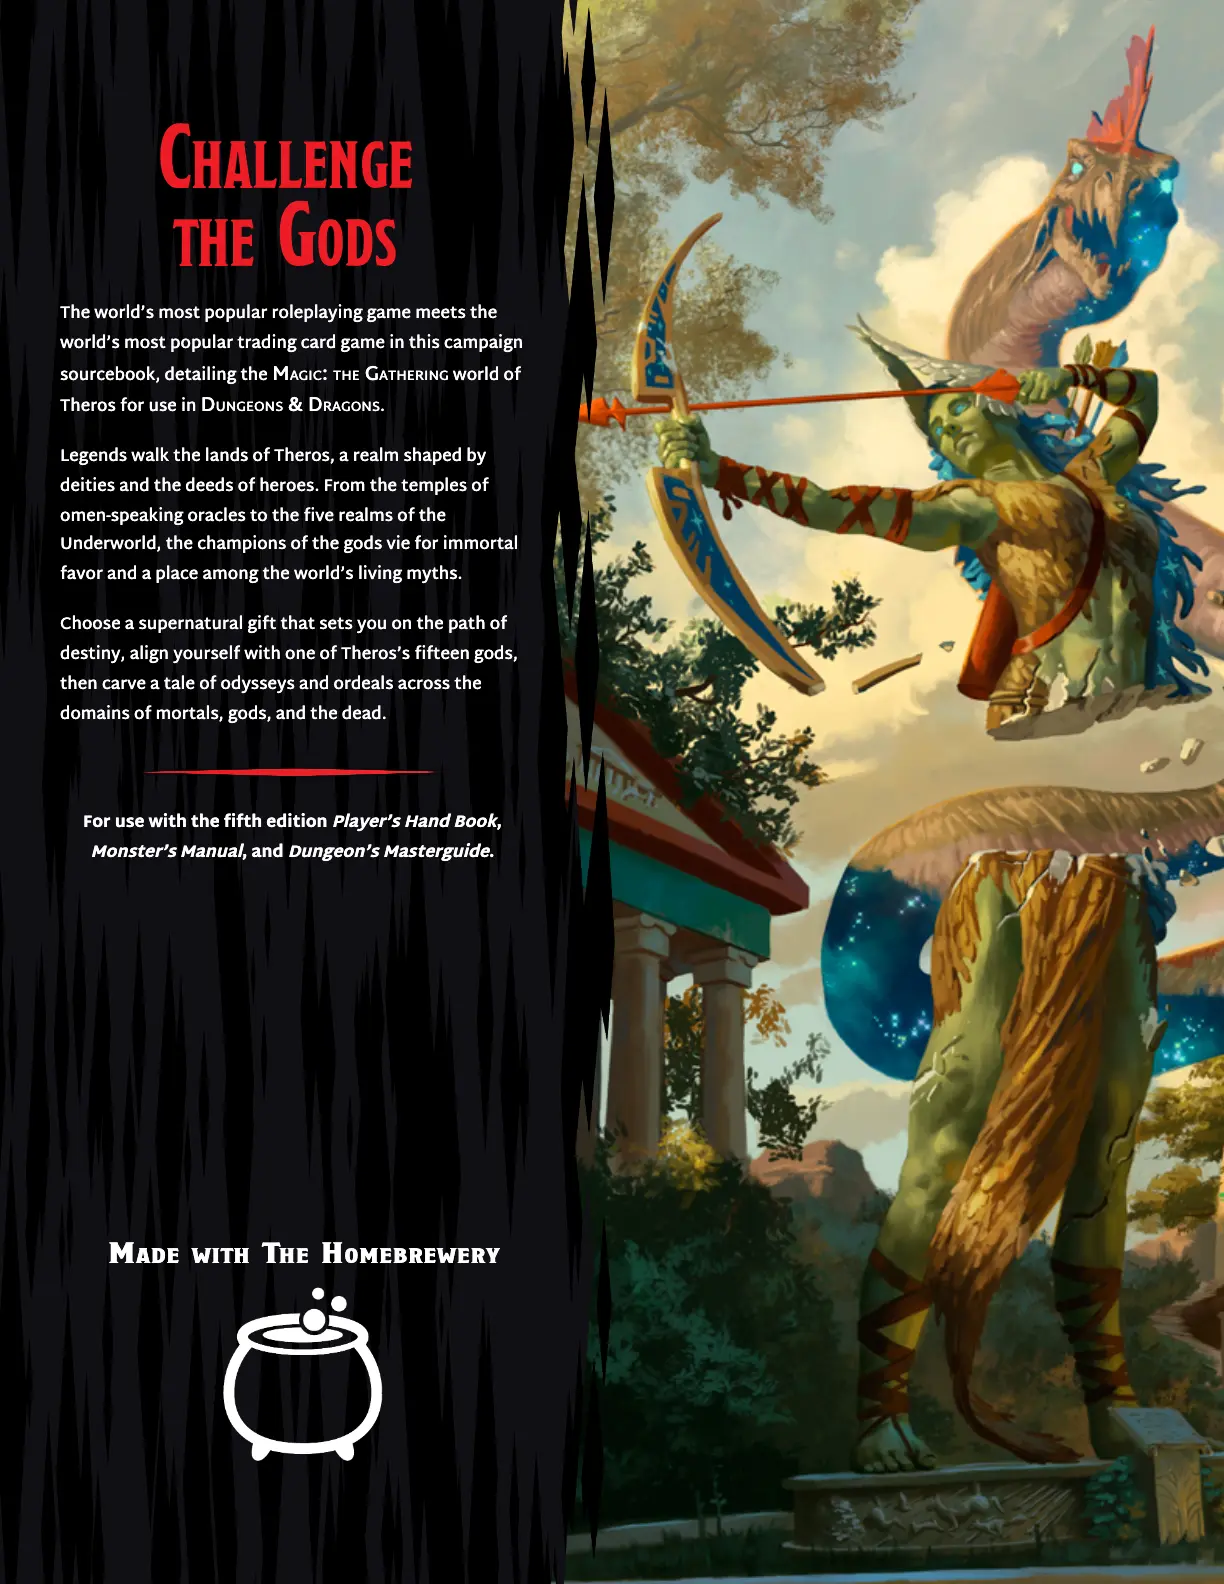 Challenge
the Gods
The world's most popular roleplaying game meets the
world's most popular trading card game in this campaign
sourcebook, detailing the Magic: the Gathering world of
Theros for use in Dungeons & Dragons.
Legends walk the lands of Theros, a realm shaped by
deities and the deeds of heroes. From the temples of
omen-speaking oracles to the five realms of the
Underworld, the champions of the gods vie for immortal
favor and a place among the world's living myths.
Choose a supernatural gift that sets you on the path of
destiny, align yourself with one of Theros's fifteen gods,
then carve a tale of odysseys and ordeals across the
domains of mortals, gods, and the dead.
For use with the fifth edition Player's Hand Book,
Monster's Manual, and Dungeon's Masterguide.
Made with The Homebrewery